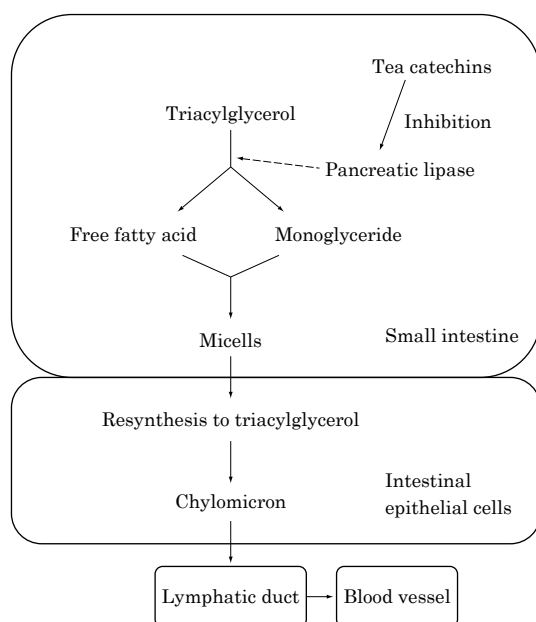 Tea catechins
Triacylglycerol
Inhibition
Pancreatic lipase
Free fatty acid
Monoglyceride
Micells
Small intestine
Resynthesis to triacylglycerol
Chylomicron
Intestinal
epithelial cells
Lymphatic duct
Blood vessel